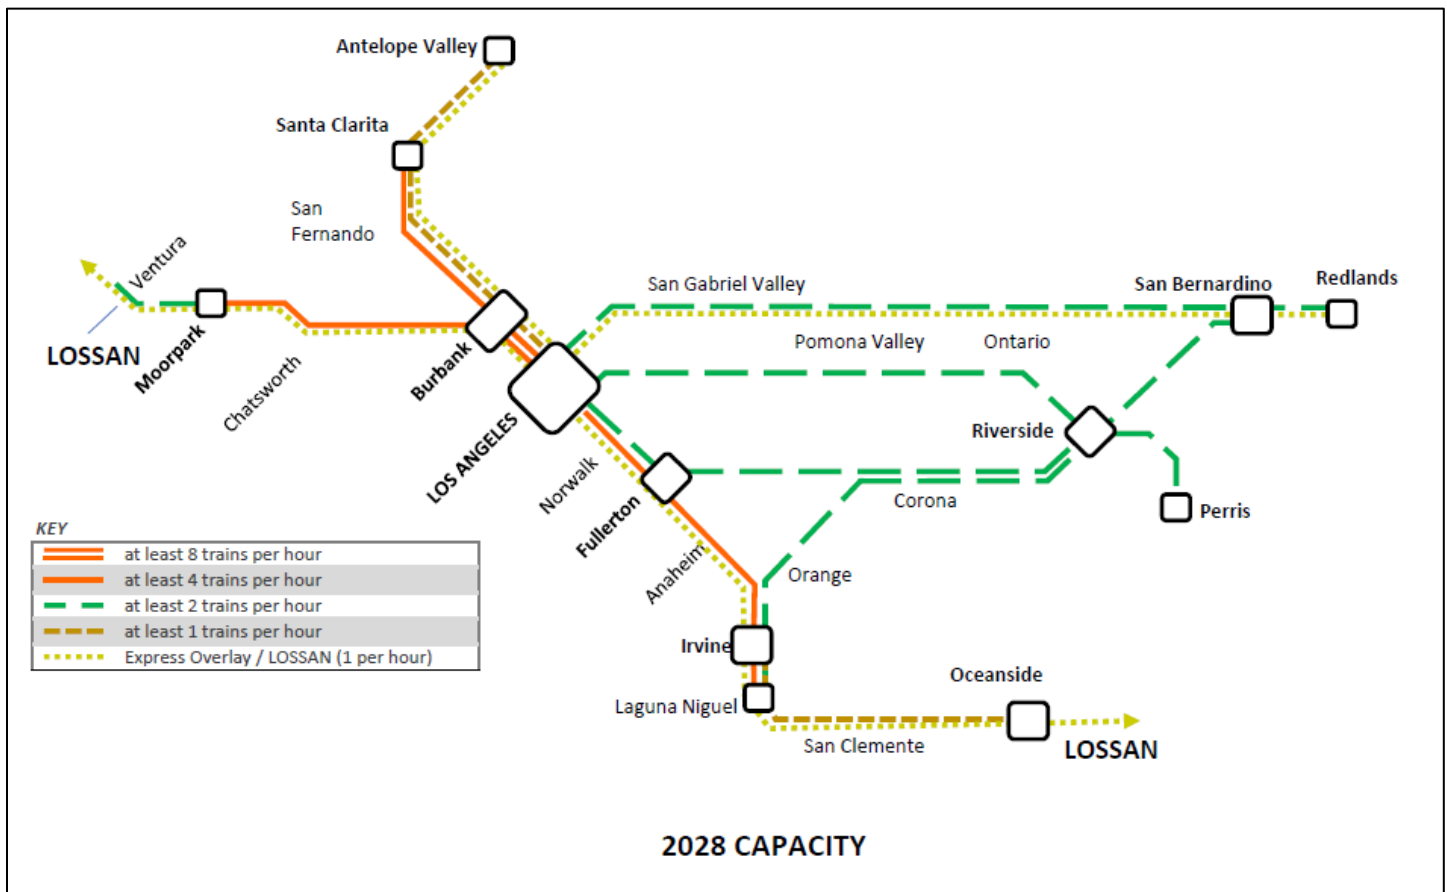 Antelope Valley
Santa Clarita
San
Fernando
Ventura
San Gabriel Valley
San Bernardino
Redlands
LOSSAN
Moorpark
Chatsworth
Burbank
Pomona Valley
Ontario
LOS ANGELES
Riverside
Norwalk
Fullerton
Corona
Perris
KEY
at least 8 trains per hour
at least 4 trains per hour
at least 2 trains per hour
at least 1 trains per hour
Express Overlay / LOSSAN (1 per hour)
Anaheim
Orange
Irvine
Laguna Niguel
Oceanside
San Clemente
LOSSAN
2028 CAPACITY